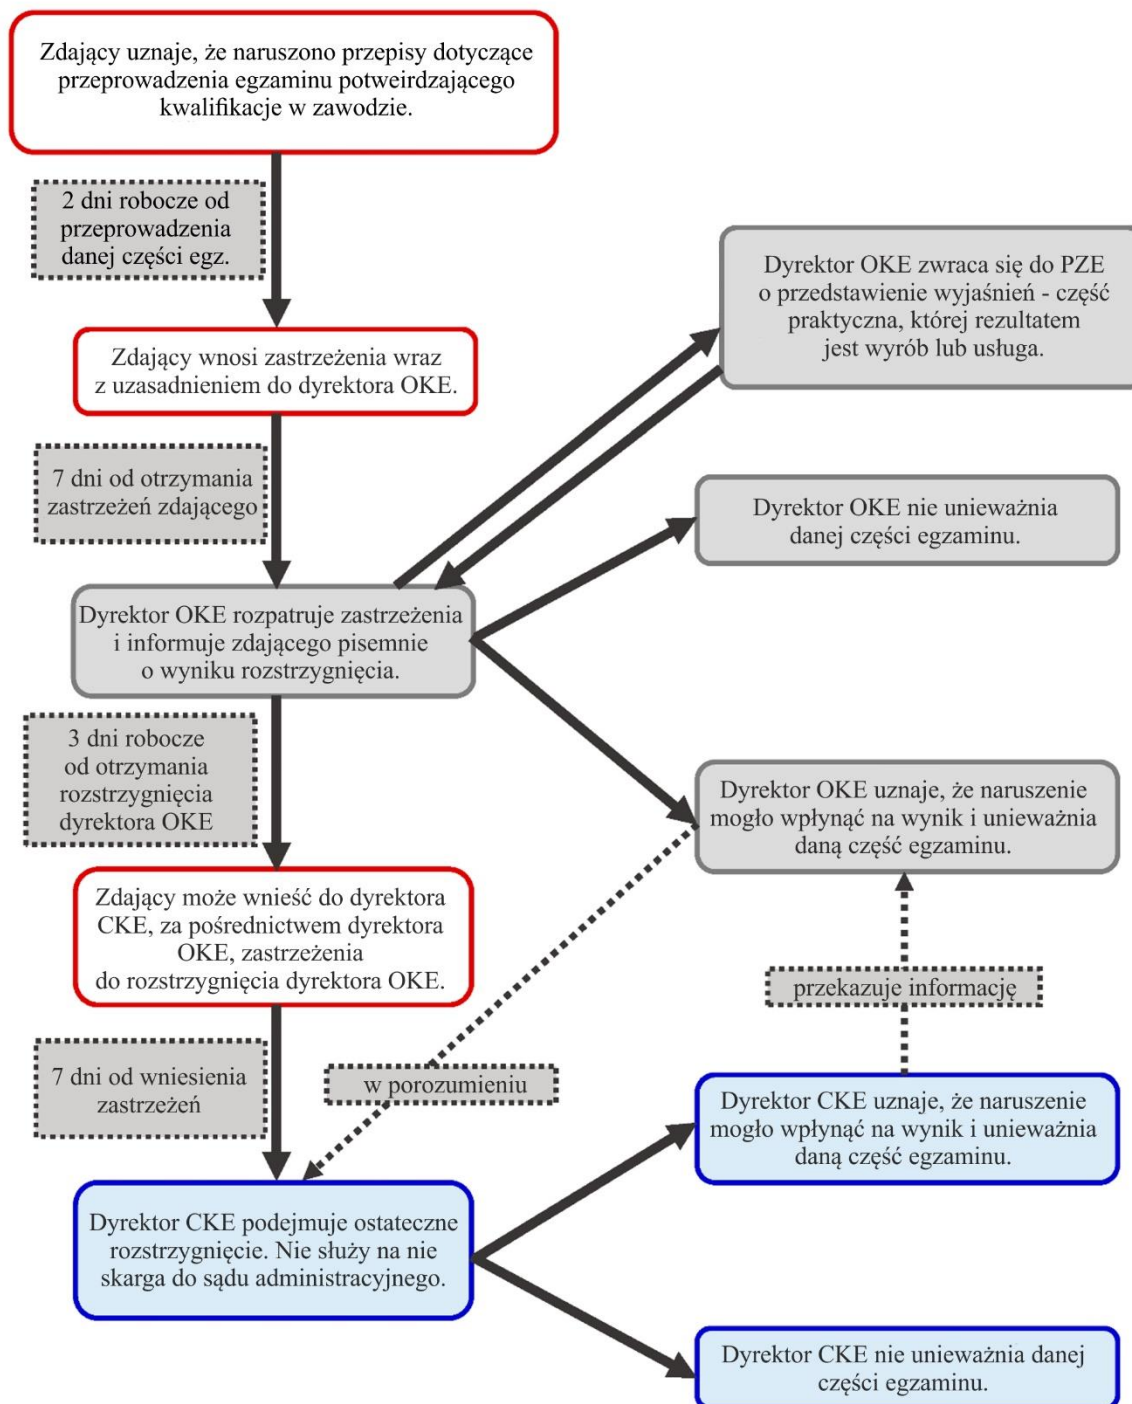 Zdający uznaje, że naruszono przepisy dotyczące
przeprowadzenia egzaminu potweirdzającego
kwalifikacje w zawodzie.
2 dni robocze od
przeprowadzenia
danej części egz.
Zdający wnosi zastrzeżenia wraz
z uzasadnieniem do dyrektora OKE.
Dyrektor OKE zwraca się do PZE
o przedstawienie wyjaśnień - część
praktyczna, której rezultatem
jest wyrób lub usługa.
7 dni od otrzymania
zastrzeżeń zdającego
Dyrektor OKE nie unieważnia
danej części egzaminu.
Dyrektor OKE rozpatruje zastrzeżenia
i informuje zdającego pisemnie
o wyniku rozstrzygnięcia.
3 dni robocze
od otrzymania
rozstrzygnięcia
dyrektora OKE
Dyrektor OKE uznaje, że naruszenie
mogło wpłynąć na wynik i unieważnia
daną część egzaminu.
Zdający może wnieść do dyrektora
CKE, za pośrednictwem dyrektora
OKE, zastrzeżenia
do rozstrzygnięcia dyrektora OKE.
przekazuje informację
7 dni od wniesienia
zastrzeżeń
w porozumieniu
Dyrektor CKE uznaje, że naruszenie
mogło wpłynąć na wynik i unieważnia
daną część egzaminu.
Dyrektor CKE podejmuje ostateczne
rozstrzygnięcie. Nie służy na nie
skarga do sądu administracyjnego.
Dyrektor CKE nie unieważnia danej
części egzaminu.